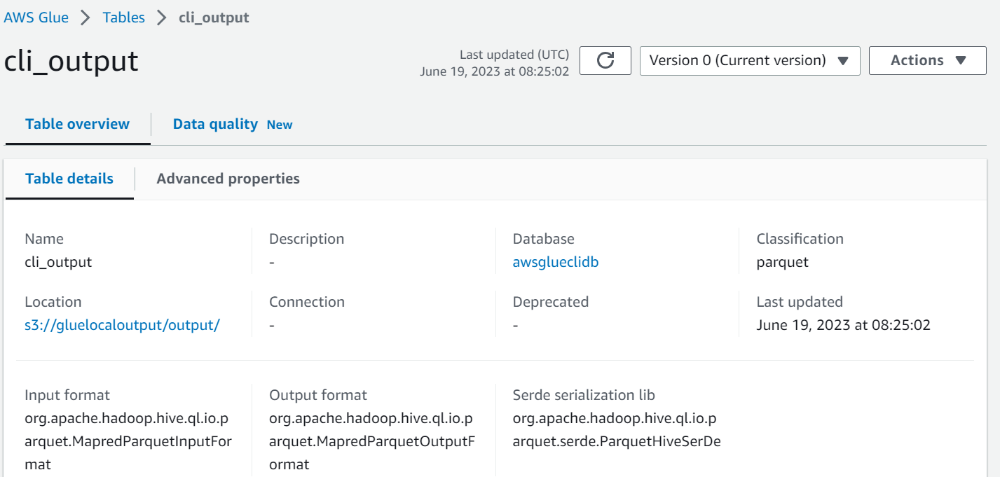 AWS Glue > Tables > cli_output
cli_output
Last updated (UTC)
June 19, 2023 at 08:25:02
Version 0 (Current version)
Actions
Table overview
Data quality New
Table details
Advanced properties
Name
cli_output
Description
-
Database
awsglueclidb
Classification
parquet
Location
s3://gluelocaloutput/output/
Connection
-
Deprecated
-
Last updated
June 19, 2023 at 08:25:02
Input format
org.apache.hadoop.hive.ql.io.p
arquet.MapredParquetInputFor
mat
Output format
org.apache.hadoop.hive.ql.io.p
arquet.MapredParquetOutputF
ormat
Serde serialization lib
org.apache.hadoop.hive.ql.io.p
arquet.serde.ParquetHiveSerDe